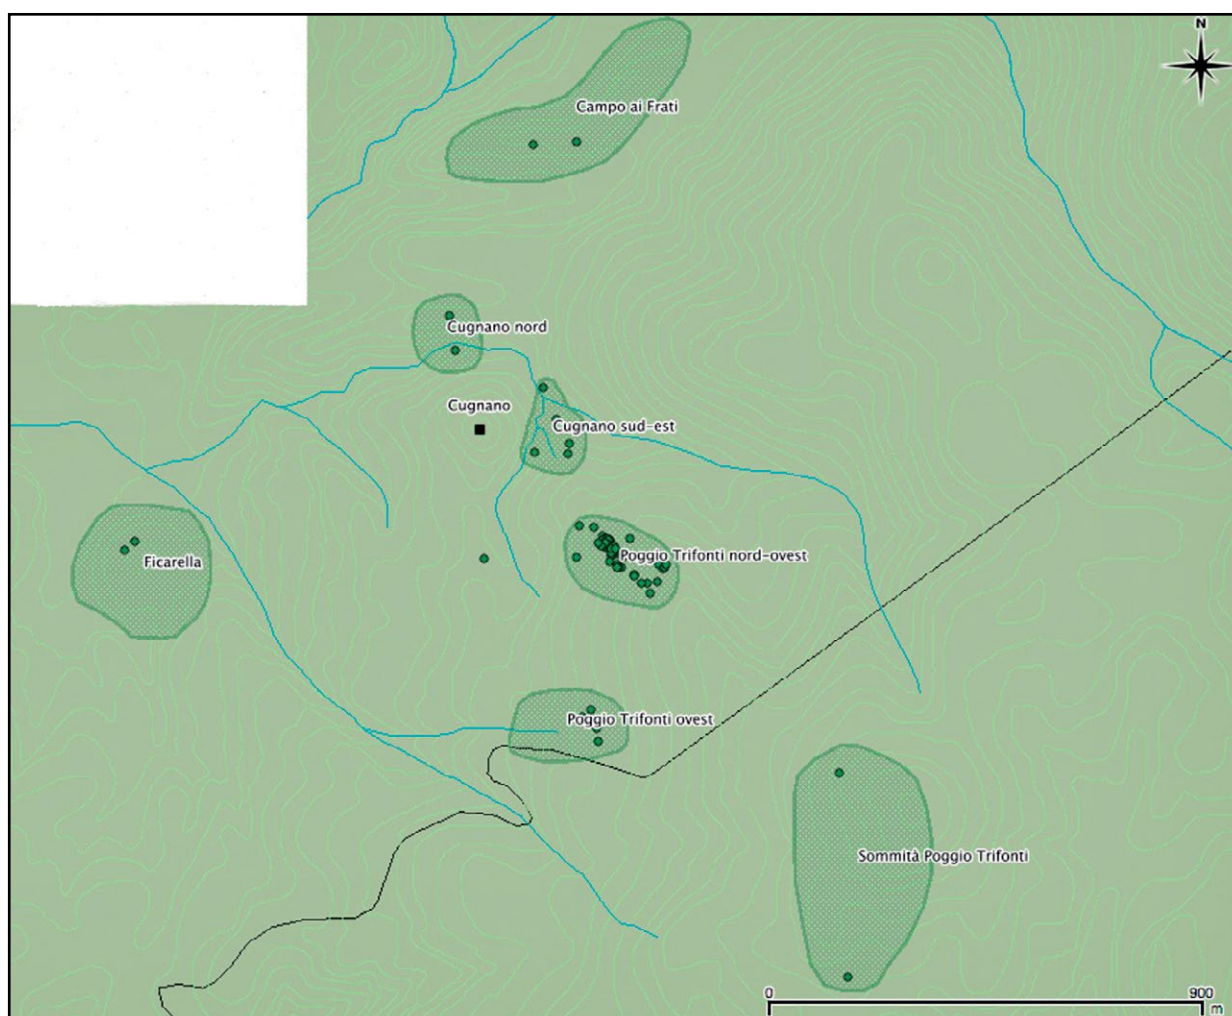 N
Campo ai Frati
Cugnano nord
Cugnano
Cugnano sud-est
Ficarella
Poggio Trifonti nord-ovest
Poggio Trifonti ovest
Sommità Poggio Trifonti
0 900
m